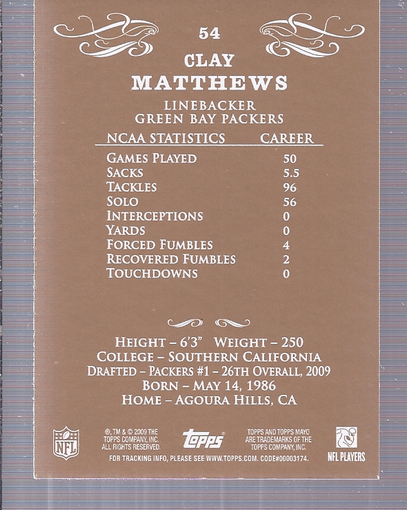 54
CLAY
MATTHEWS
LINEBACKER
GREEN BAY PACKERS
NCAA STATISTICS CAREER
GAMES PLAYED 50
SACKS 5.5
TACKLES 96
SOLO 56
INTERCEPTIONS 0
YARDS 0
FORCED FUMBLES 4
RECOVERED FUMBLES 2
TOUCHDOWNS 0
HEIGHT – 6'3" WEIGHT – 250
COLLEGE – SOUTHERN CALIFORNIA
DRAFTED – PACKERS #1 – 26TH OVERALL, 2009
BORN – MAY 14, 1986
HOME – AGOURA HILLS, CA
NFL
®, TM & © 2009 THE
TOPPS COMPANY, INC.
ALL RIGHTS RESERVED.
Topps
TOPPS AND TOPPS MAYO
ARE TRADEMARKS OF THE
TOPPS COMPANY, INC.
NFL PLAYERS
FOR TRACKING INFO, PLEASE SEE WWW.TOPPS.COM. CODE#00003174.